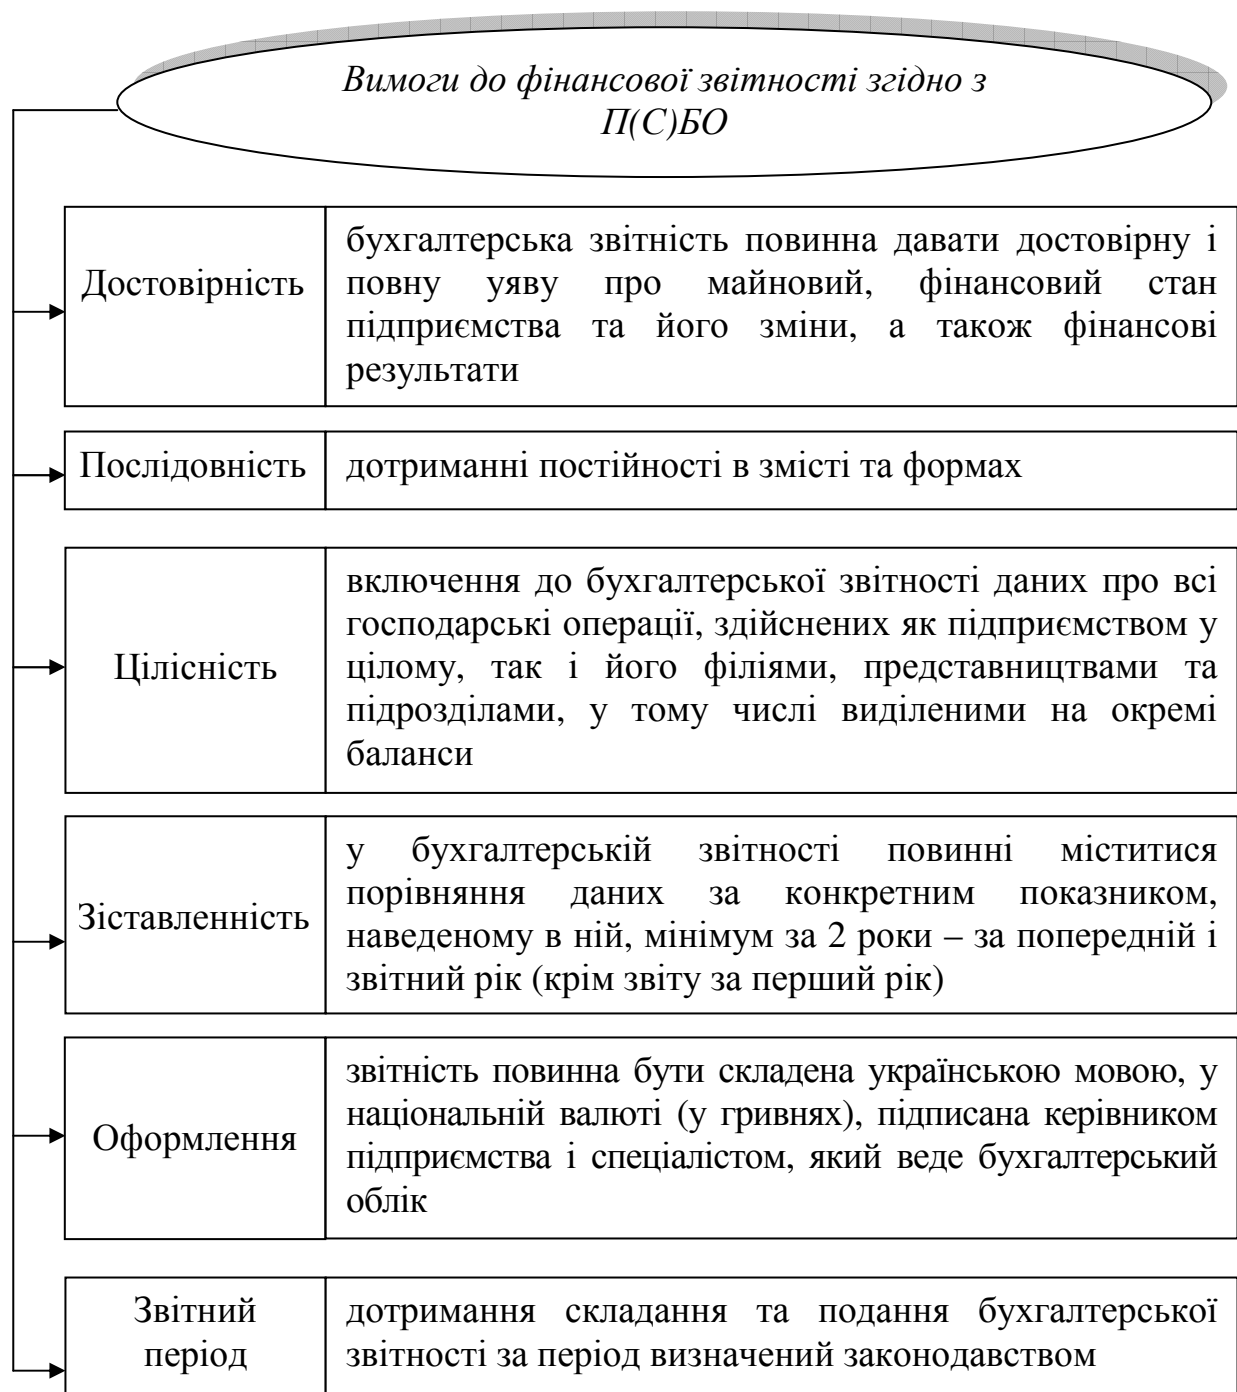 Вимоги до фінансової звітності згідно з
П(С)БО
Достовірність
бухгалтерська звітність повинна давати достовірну і
повну уяву про майновий, фінансовий стан
підприємства та його зміни, а також фінансові
результати
Послідовність
дотриманні постійності в змісті та формах
Цілісність
включення до бухгалтерської звітності даних про всі
господарські операції, здійснених як підприємством у
цілому, так і його філіями, представництвами та
підрозділами, у тому числі виділеними на окремі
баланси
Зіставленність
у бухгалтерській звітності повинні міститися
порівняння даних за конкретним показником,
наведеному в ній, мінімум за 2 роки – за попередній і
звітний рік (крім звіту за перший рік)
Оформлення
звітність повинна бути складена українською мовою, у
національній валюті (у гривнях), підписана керівником
підприємства і спеціалістом, який веде бухгалтерський
облік
Звітний
період
дотримання складання та подання бухгалтерської
звітності за період визначений законодавством